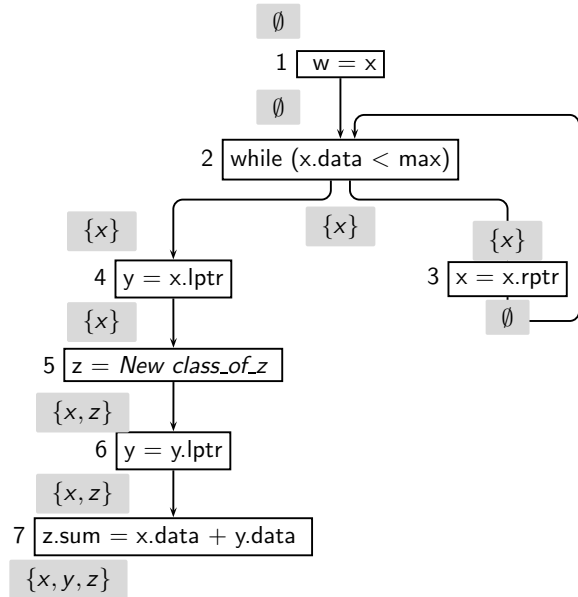 ∅
1 w = x
∅
2 while (x.data < max)
{x}
{x}
{x}
4 y = x.lptr
3 x = x.rptr
{x}
∅
5 z = New class_of_z
{x, z}
6 y = y.lptr
{x, z}
7 z.sum = x.data + y.data
{x, y, z}